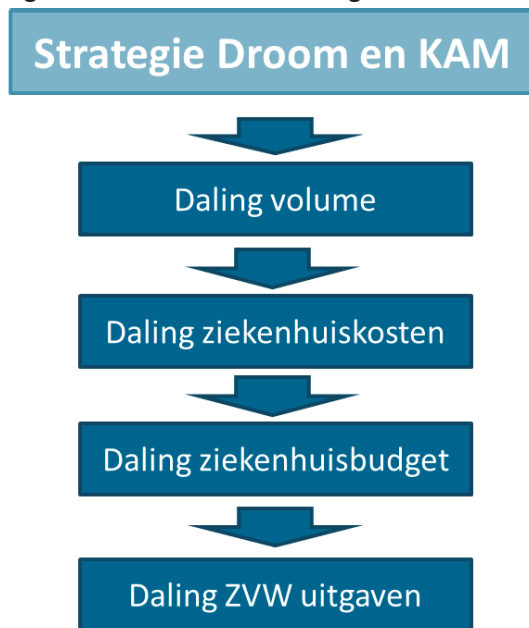 Strategie Droom en KAM
Daling volume
Daling ziekenhuiskosten
Daling ziekenhuisbudget
Daling ZVW uitgaven